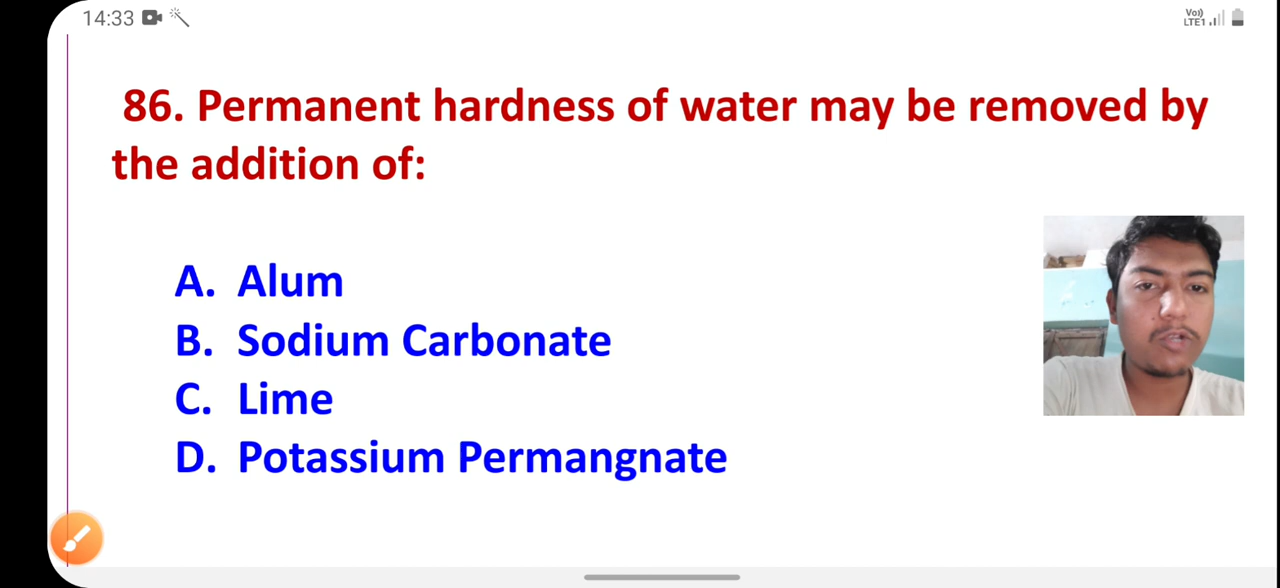 14:33
Vo)) LTE1
86. Permanent hardness of water may be removed by
the addition of:
A. Alum
B. Sodium Carbonate
C. Lime
D. Potassium Permangnate